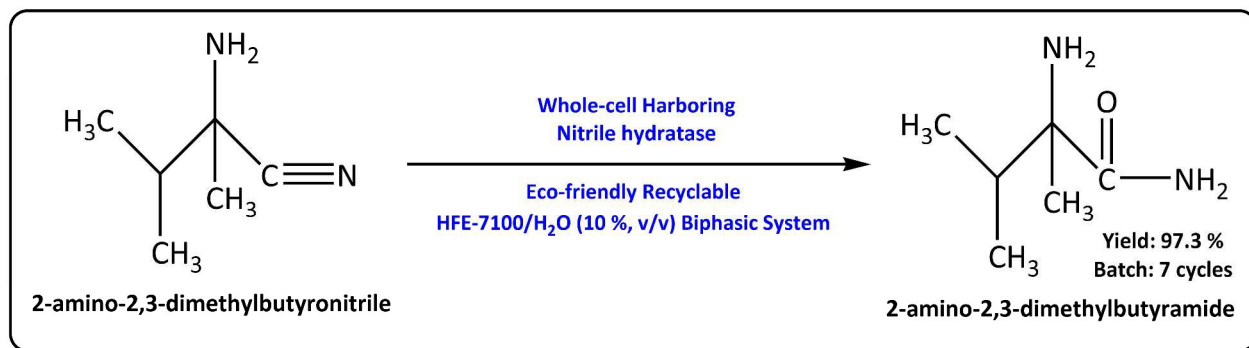 NH₂
H₃C
C≡N
CH₃
CH₃
2-amino-2,3-dimethylbutyronitrile
Whole-cell Harboring
Nitrile hydratase
Eco-friendly Recyclable
HFE-7100/H₂O (10 %, v/v) Biphasic System
NH₂
O
H₃C
C
NH₂
CH₃
CH₃
Yield: 97.3 %
Batch: 7 cycles
2-amino-2,3-dimethylbutyramide